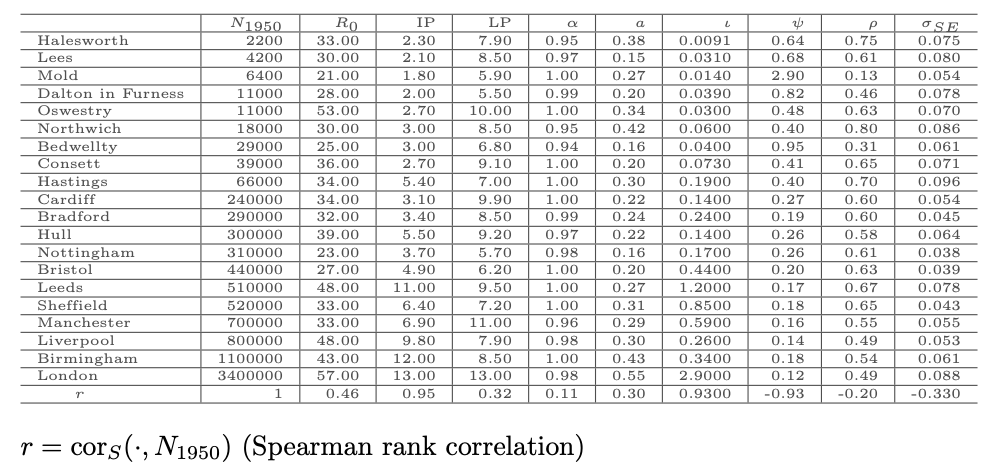 N1950 R0 IP LP α a ι ψ ρ σSE
Halesworth 2200 33.00 2.30 7.90 0.95 0.38 0.0091 0.64 0.75 0.075
Lees 4200 30.00 2.10 8.50 0.97 0.15 0.0310 0.68 0.61 0.080
Mold 6400 21.00 1.80 5.90 1.00 0.27 0.0140 2.90 0.13 0.054
Dalton in Furness 11000 28.00 2.00 5.50 0.99 0.20 0.0390 0.82 0.46 0.078
Oswestry 11000 53.00 2.70 10.00 1.00 0.34 0.0300 0.48 0.63 0.070
Northwich 18000 30.00 3.00 8.50 0.95 0.42 0.0600 0.40 0.80 0.086
Bedwellty 29000 25.00 3.00 6.80 0.94 0.16 0.0400 0.95 0.31 0.061
Consett 39000 36.00 2.70 9.10 1.00 0.20 0.0730 0.41 0.65 0.071
Hastings 66000 34.00 5.40 7.00 1.00 0.30 0.1900 0.40 0.70 0.096
Cardiff 240000 34.00 3.10 9.90 1.00 0.22 0.1400 0.27 0.60 0.054
Bradford 290000 32.00 3.40 8.50 0.99 0.24 0.2400 0.19 0.60 0.045
Hull 300000 39.00 5.50 9.20 0.97 0.22 0.1400 0.26 0.58 0.064
Nottingham 310000 23.00 3.70 5.70 0.98 0.16 0.1700 0.26 0.61 0.038
Bristol 440000 27.00 4.90 6.20 1.00 0.20 0.4400 0.20 0.63 0.039
Leeds 510000 48.00 11.00 9.50 1.00 0.27 1.2000 0.17 0.67 0.078
Sheffield 520000 33.00 6.40 7.20 1.00 0.31 0.8500 0.18 0.65 0.043
Manchester 700000 33.00 6.90 11.00 0.96 0.29 0.5900 0.16 0.55 0.055
Liverpool 800000 48.00 9.80 7.90 0.98 0.30 0.2600 0.14 0.49 0.053
Birmingham 1100000 43.00 12.00 8.50 1.00 0.43 0.3400 0.18 0.54 0.061
London 3400000 57.00 13.00 13.00 0.98 0.55 2.9000 0.12 0.49 0.088
r 1 0.46 0.95 0.32 0.11 0.30 0.9300 -0.93 -0.20 -0.330
r = corS(·, N1950) (Spearman rank correlation)